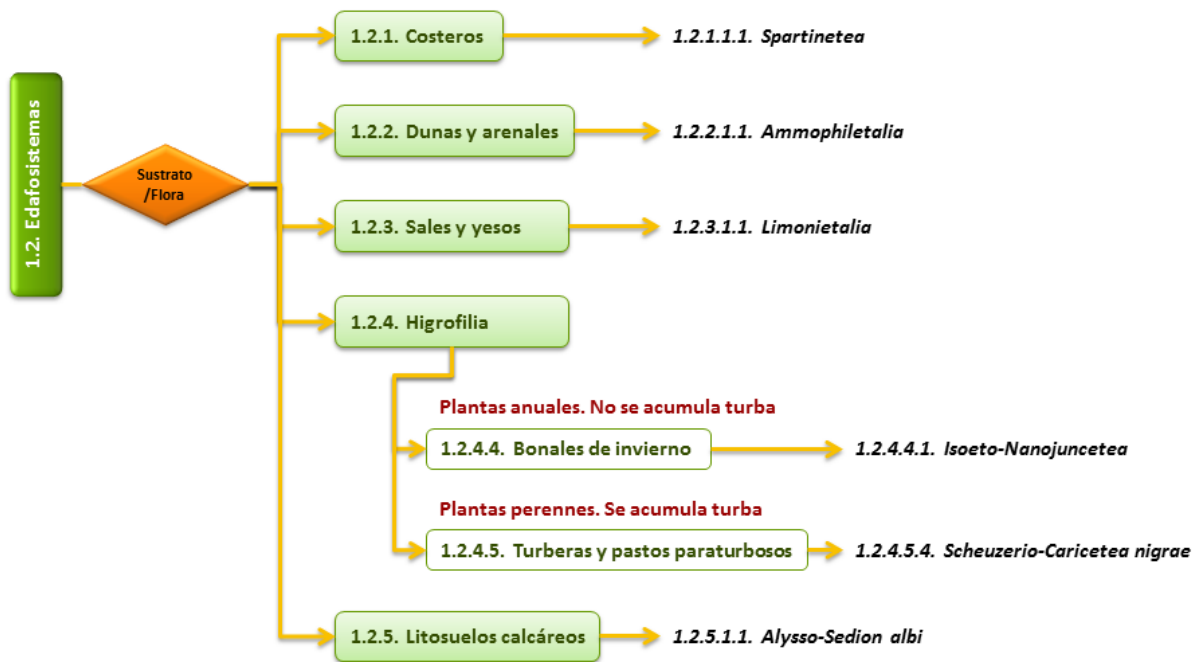 1.2. Edafosistemas
Sustrato
/Flora
1.2.1. Costeros
1.2.1.1.1. Spartinetea
1.2.2. Dunas y arenales
1.2.2.1.1. Ammophiletalia
1.2.3. Sales y yesos
1.2.3.1.1. Limonietalia
1.2.4. Higrofilia
Plantas anuales. No se acumula turba
1.2.4.4. Bonales de invierno
1.2.4.4.1. Isoeto-Nanojuncetea
Plantas perennes. Se acumula turba
1.2.4.5. Turberas y pastos paraturbosos
1.2.4.5.4. Scheuzerio-Caricetea nigrae
1.2.5. Litosuelos calcáreos
1.2.5.1.1. Alysso-Sedion albi